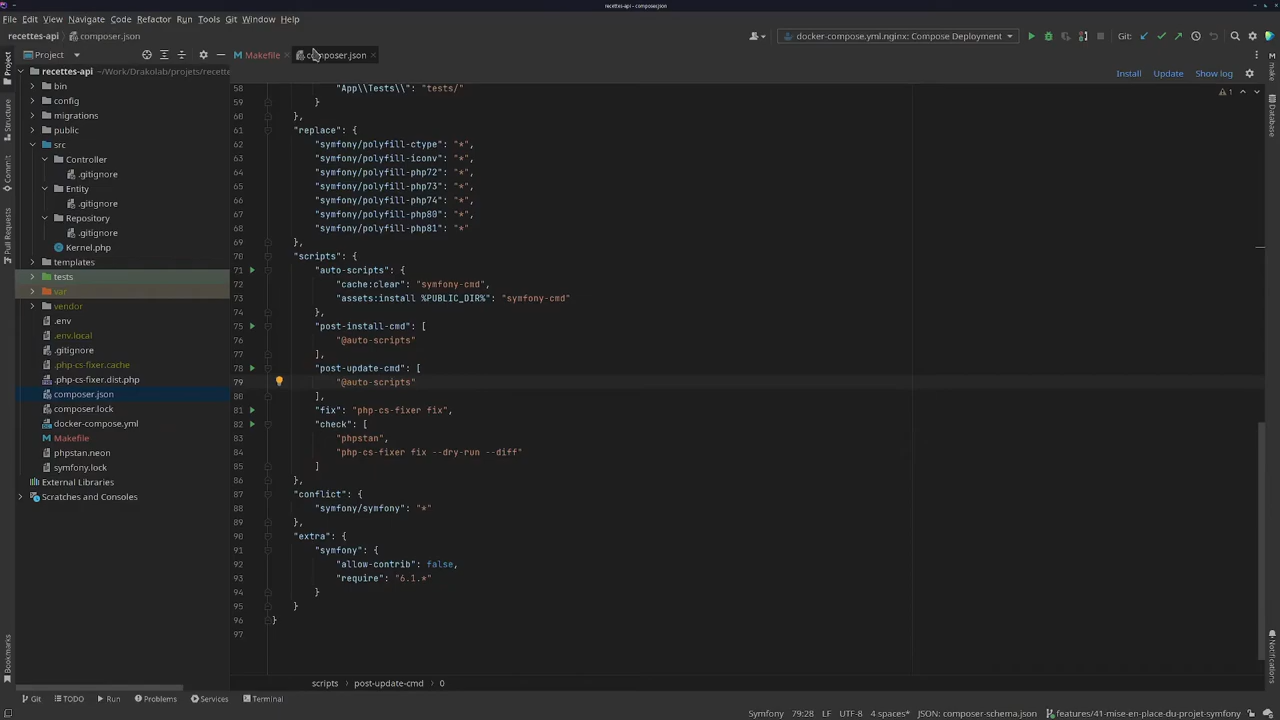 recettes-api – composer.json
File Edit View Navigate Code Refactor Run Tools Git Window Help
recettes-api composer.json
docker-compose.yml.nginx: Compose Deployment
Git:
Project
Makefile
composer.json
Install Update Show log
1
recettes-api ~/Work/Drakolab/projets/recette
bin
config
migrations
public
src
Controller
.gitignore
Entity
.gitignore
Repository
.gitignore
Kernel.php
templates
tests
var
vendor
.env
.env.local
.gitignore
.php-cs-fixer.cache
.php-cs-fixer.dist.php
composer.json
composer.lock
docker-compose.yml
Makefile
phpstan.neon
symfony.lock
External Libraries
Scratches and Consoles
58 "App\\Tests\\": "tests/"
59 }
60 },
61 "replace": {
62 "symfony/polyfill-ctype": "*",
63 "symfony/polyfill-iconv": "*",
64 "symfony/polyfill-php72": "*",
65 "symfony/polyfill-php73": "*",
66 "symfony/polyfill-php74": "*",
67 "symfony/polyfill-php80": "*",
68 "symfony/polyfill-php81": "*"
69 },
70 "scripts": {
71 "auto-scripts": {
72 "cache:clear": "symfony-cmd",
73 "assets:install %PUBLIC_DIR%": "symfony-cmd"
74 },
75 "post-install-cmd": [
76 "@auto-scripts"
77 ],
78 "post-update-cmd": [
79 "@auto-scripts"
80 ],
81 "fix": "php-cs-fixer fix",
82 "check": [
83 "phpstan",
84 "php-cs-fixer fix --dry-run --diff"
85 ]
86 },
87 "conflict": {
88 "symfony/symfony": "*"
89 },
90 "extra": {
91 "symfony": {
92 "allow-contrib": false,
93 "require": "6.1.*"
94 }
95 }
96 }
97
scripts post-update-cmd 0
Project
Structure
Commit
Pull Requests
Bookmarks
make
Database
Notifications
Git TODO Run Problems Services Terminal
Symfony 79:28 LF UTF-8 4 spaces* JSON: composer-schema.json features/41-mise-en-place-du-projet-symfony